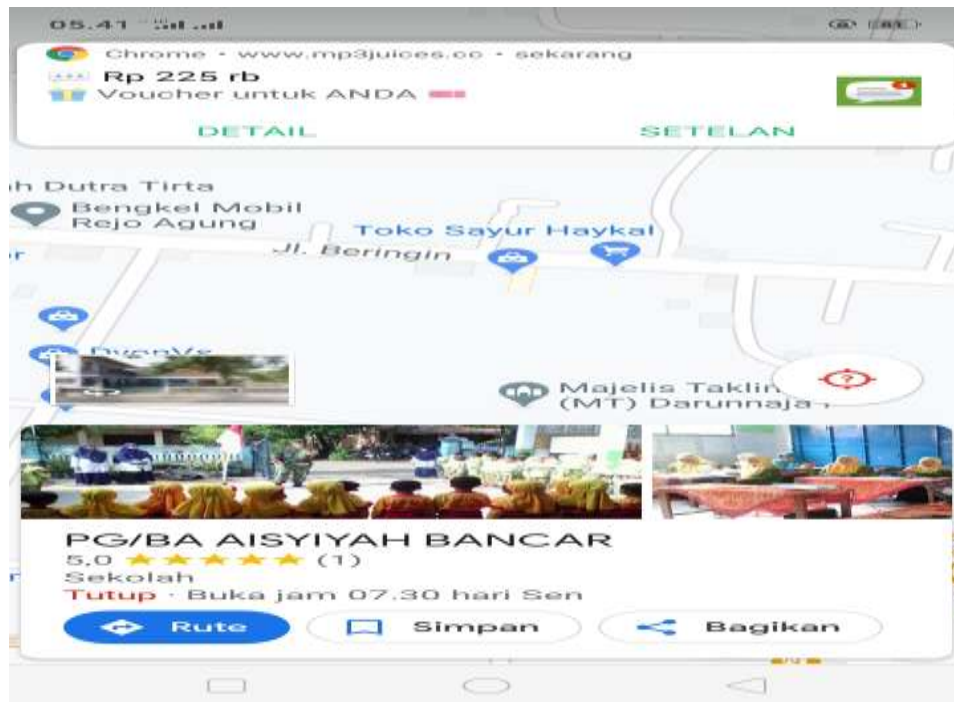 05.41
81
Chrome • www.mp3juices.cc • sekarang
Rp 225 rb
Voucher untuk ANDA
DETAIL
SETELAN
h Dutra Tirta
Bengkel Mobil
Rejo Agung
Toko Sayur Haykal
Jl. Beringin
Majelis Taklim
(MT) Darunnaja
PG/BA AISYIYAH BANCAR
5,0 ★★★★★ (1)
Sekolah
Tutup · Buka jam 07.30 hari Sen
Rute
Simpan
Bagikan